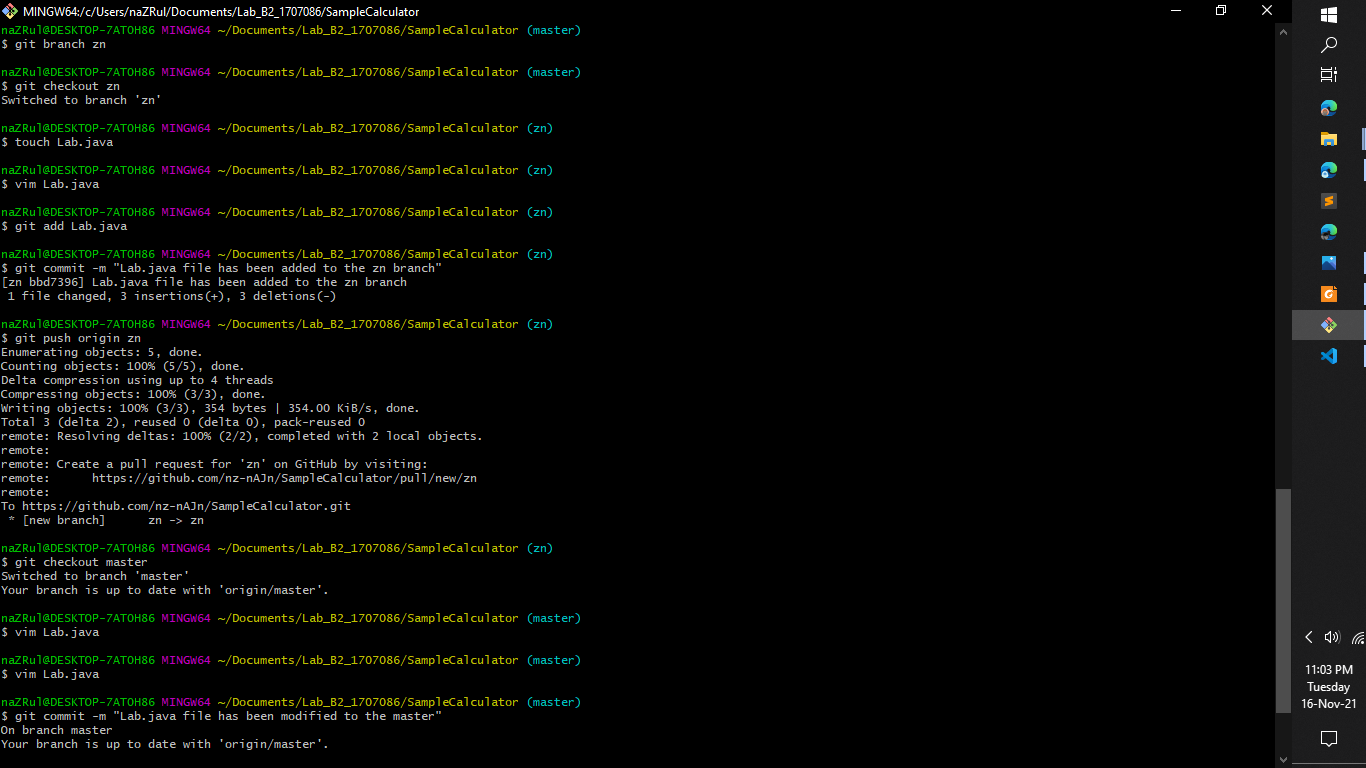 MINGW64:/c/Users/naZRul/Documents/Lab_B2_1707086/SampleCalculator
naZRul@DESKTOP-7ATOH86 MINGW64 ~/Documents/Lab_B2_1707086/SampleCalculator (master)
$ git branch zn
naZRul@DESKTOP-7ATOH86 MINGW64 ~/Documents/Lab_B2_1707086/SampleCalculator (master)
$ git checkout zn
Switched to branch 'zn'
naZRul@DESKTOP-7ATOH86 MINGW64 ~/Documents/Lab_B2_1707086/SampleCalculator (zn)
$ touch Lab.java
naZRul@DESKTOP-7ATOH86 MINGW64 ~/Documents/Lab_B2_1707086/SampleCalculator (zn)
$ vim Lab.java
naZRul@DESKTOP-7ATOH86 MINGW64 ~/Documents/Lab_B2_1707086/SampleCalculator (zn)
$ git add Lab.java
naZRul@DESKTOP-7ATOH86 MINGW64 ~/Documents/Lab_B2_1707086/SampleCalculator (zn)
$ git commit -m "Lab.java file has been added to the zn branch"
[zn bbd7396] Lab.java file has been added to the zn branch
 1 file changed, 3 insertions(+), 3 deletions(-)
naZRul@DESKTOP-7ATOH86 MINGW64 ~/Documents/Lab_B2_1707086/SampleCalculator (zn)
$ git push origin zn
Enumerating objects: 5, done.
Counting objects: 100% (5/5), done.
Delta compression using up to 4 threads
Compressing objects: 100% (3/3), done.
Writing objects: 100% (3/3), 354 bytes | 354.00 KiB/s, done.
Total 3 (delta 2), reused 0 (delta 0), pack-reused 0
remote: Resolving deltas: 100% (2/2), completed with 2 local objects.
remote:
remote: Create a pull request for 'zn' on GitHub by visiting:
remote:      https://github.com/nz-nAJn/SampleCalculator/pull/new/zn
remote:
To https://github.com/nz-nAJn/SampleCalculator.git
 * [new branch]      zn -> zn
naZRul@DESKTOP-7ATOH86 MINGW64 ~/Documents/Lab_B2_1707086/SampleCalculator (zn)
$ git checkout master
Switched to branch 'master'
Your branch is up to date with 'origin/master'.
naZRul@DESKTOP-7ATOH86 MINGW64 ~/Documents/Lab_B2_1707086/SampleCalculator (master)
$ vim Lab.java
naZRul@DESKTOP-7ATOH86 MINGW64 ~/Documents/Lab_B2_1707086/SampleCalculator (master)
$ vim Lab.java
naZRul@DESKTOP-7ATOH86 MINGW64 ~/Documents/Lab_B2_1707086/SampleCalculator (master)
$ git commit -m "Lab.java file has been modified to the master"
On branch master
Your branch is up to date with 'origin/master'.
11:03 PM
Tuesday
16-Nov-21